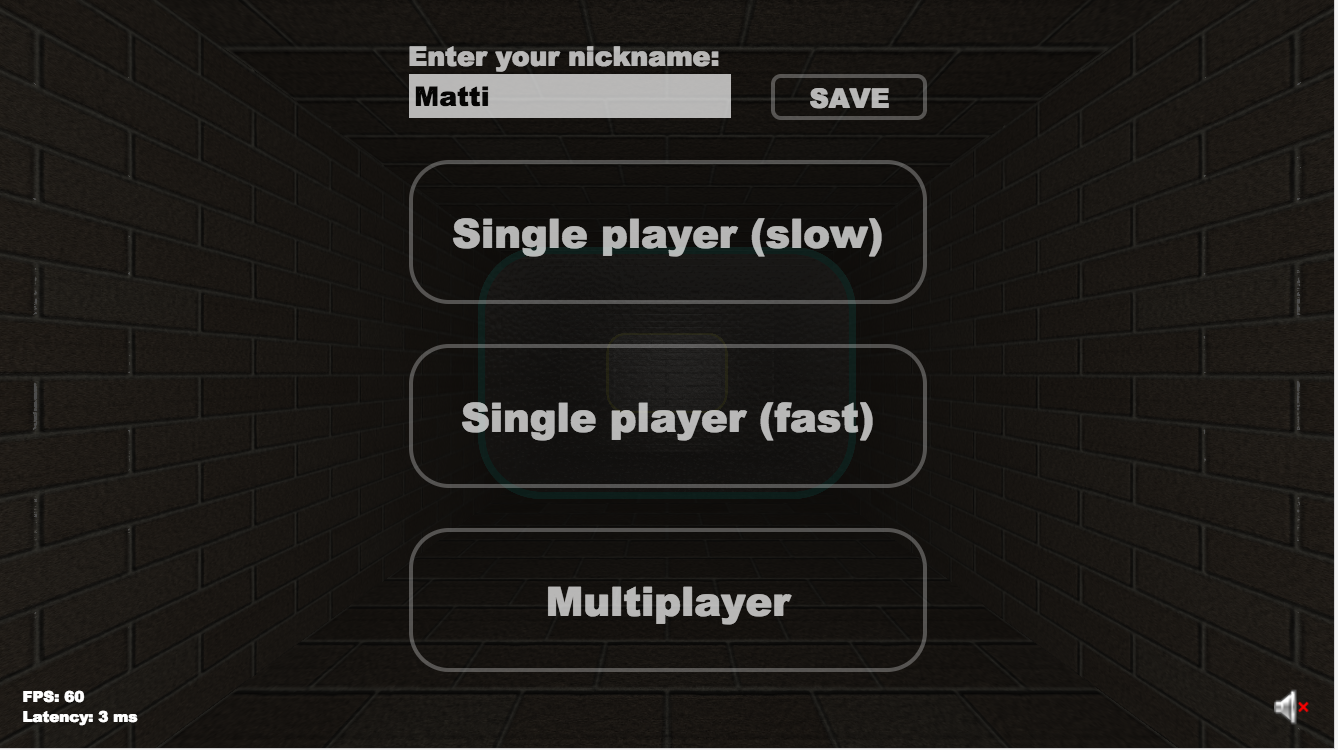 Enter your nickname:
Matti
SAVE
Single player (slow)
Single player (fast)
Multiplayer
FPS: 60
Latency: 3 ms